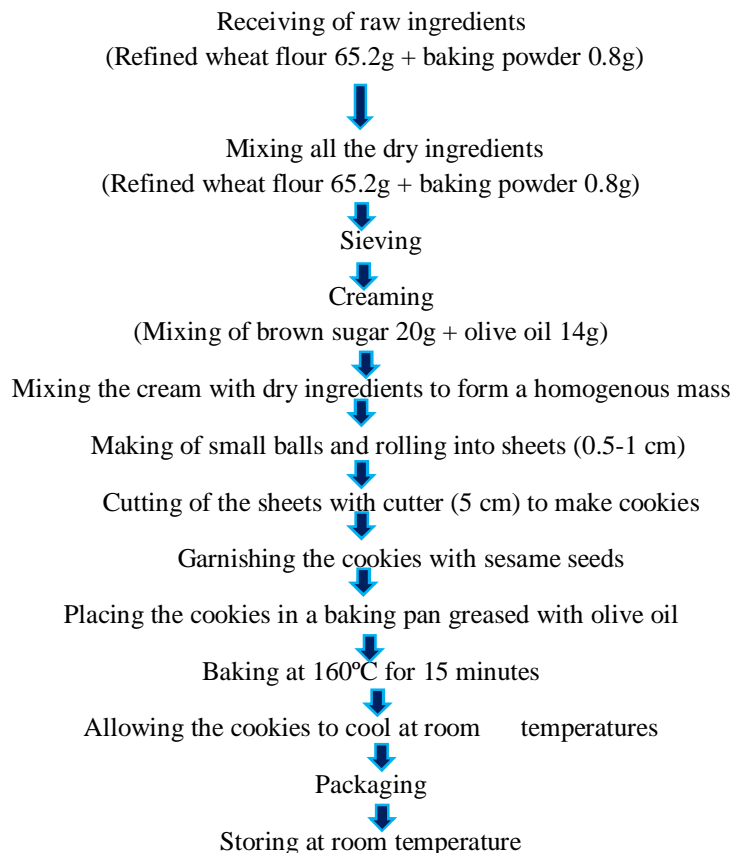 Receiving of raw ingredients
(Refined wheat flour 65.2g + baking powder 0.8g)
Mixing all the dry ingredients
(Refined wheat flour 65.2g + baking powder 0.8g)
Sieving
Creaming
(Mixing of brown sugar 20g + olive oil 14g)
Mixing the cream with dry ingredients to form a homogenous mass
Making of small balls and rolling into sheets (0.5-1 cm)
Cutting of the sheets with cutter (5 cm) to make cookies
Garnishing the cookies with sesame seeds
Placing the cookies in a baking pan greased with olive oil
Baking at 160ºC for 15 minutes
Allowing the cookies to cool at room temperatures
Packaging
Storing at room temperature